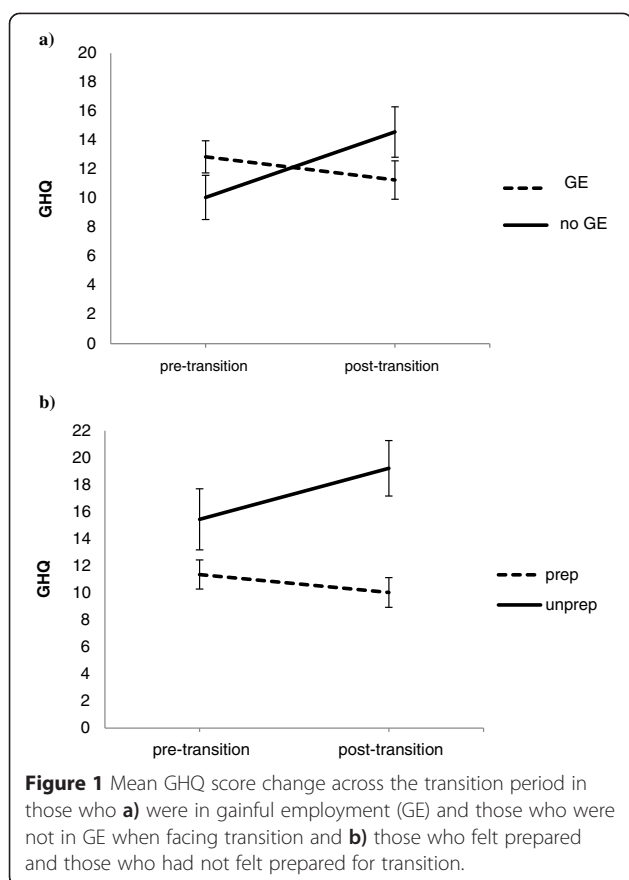 a)
20
18
16
14
12
10
8
6
4
2
0
GHQ
GE
no GE
pre-transition post-transition
b)
22
20
18
16
14
12
10
8
6
4
2
0
GHQ
prep
unprep
pre-transition post-transition
Figure 1 Mean GHQ score change across the transition period in
those who a) were in gainful employment (GE) and those who were
not in GE when facing transition and b) those who felt prepared
and those who had not felt prepared for transition.